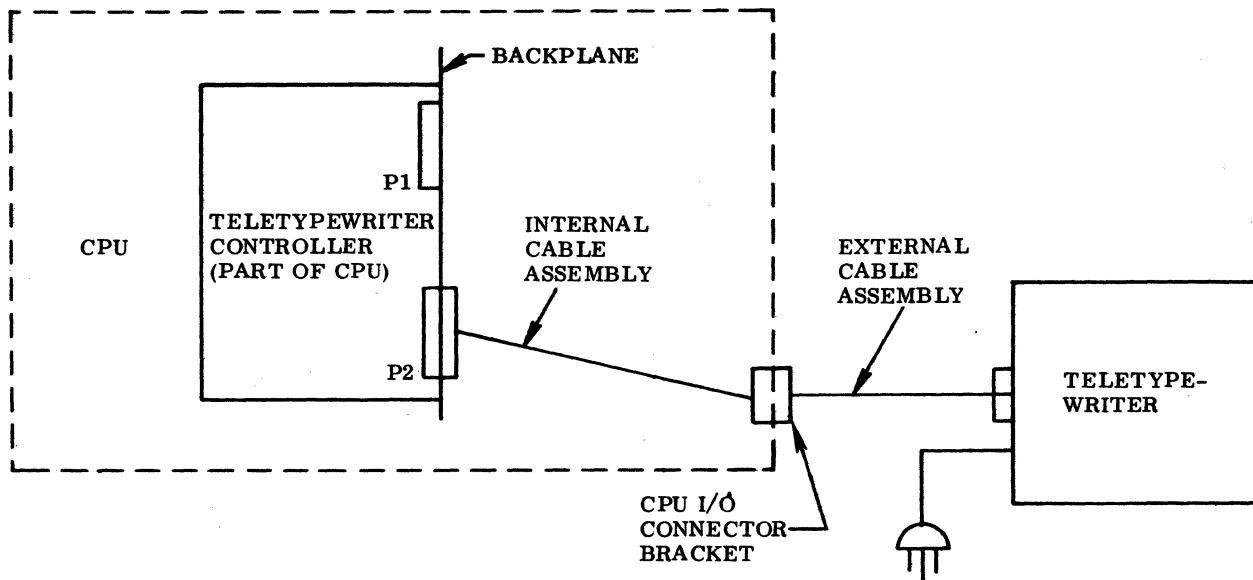 BACKPLANE
P1
TELETYPEWRITER
CONTROLLER
(PART OF CPU)
CPU
INTERNAL
CABLE
ASSEMBLY
EXTERNAL
CABLE
ASSEMBLY
P2
TELETYPE-
WRITER
CPU I/O
CONNECTOR
BRACKET